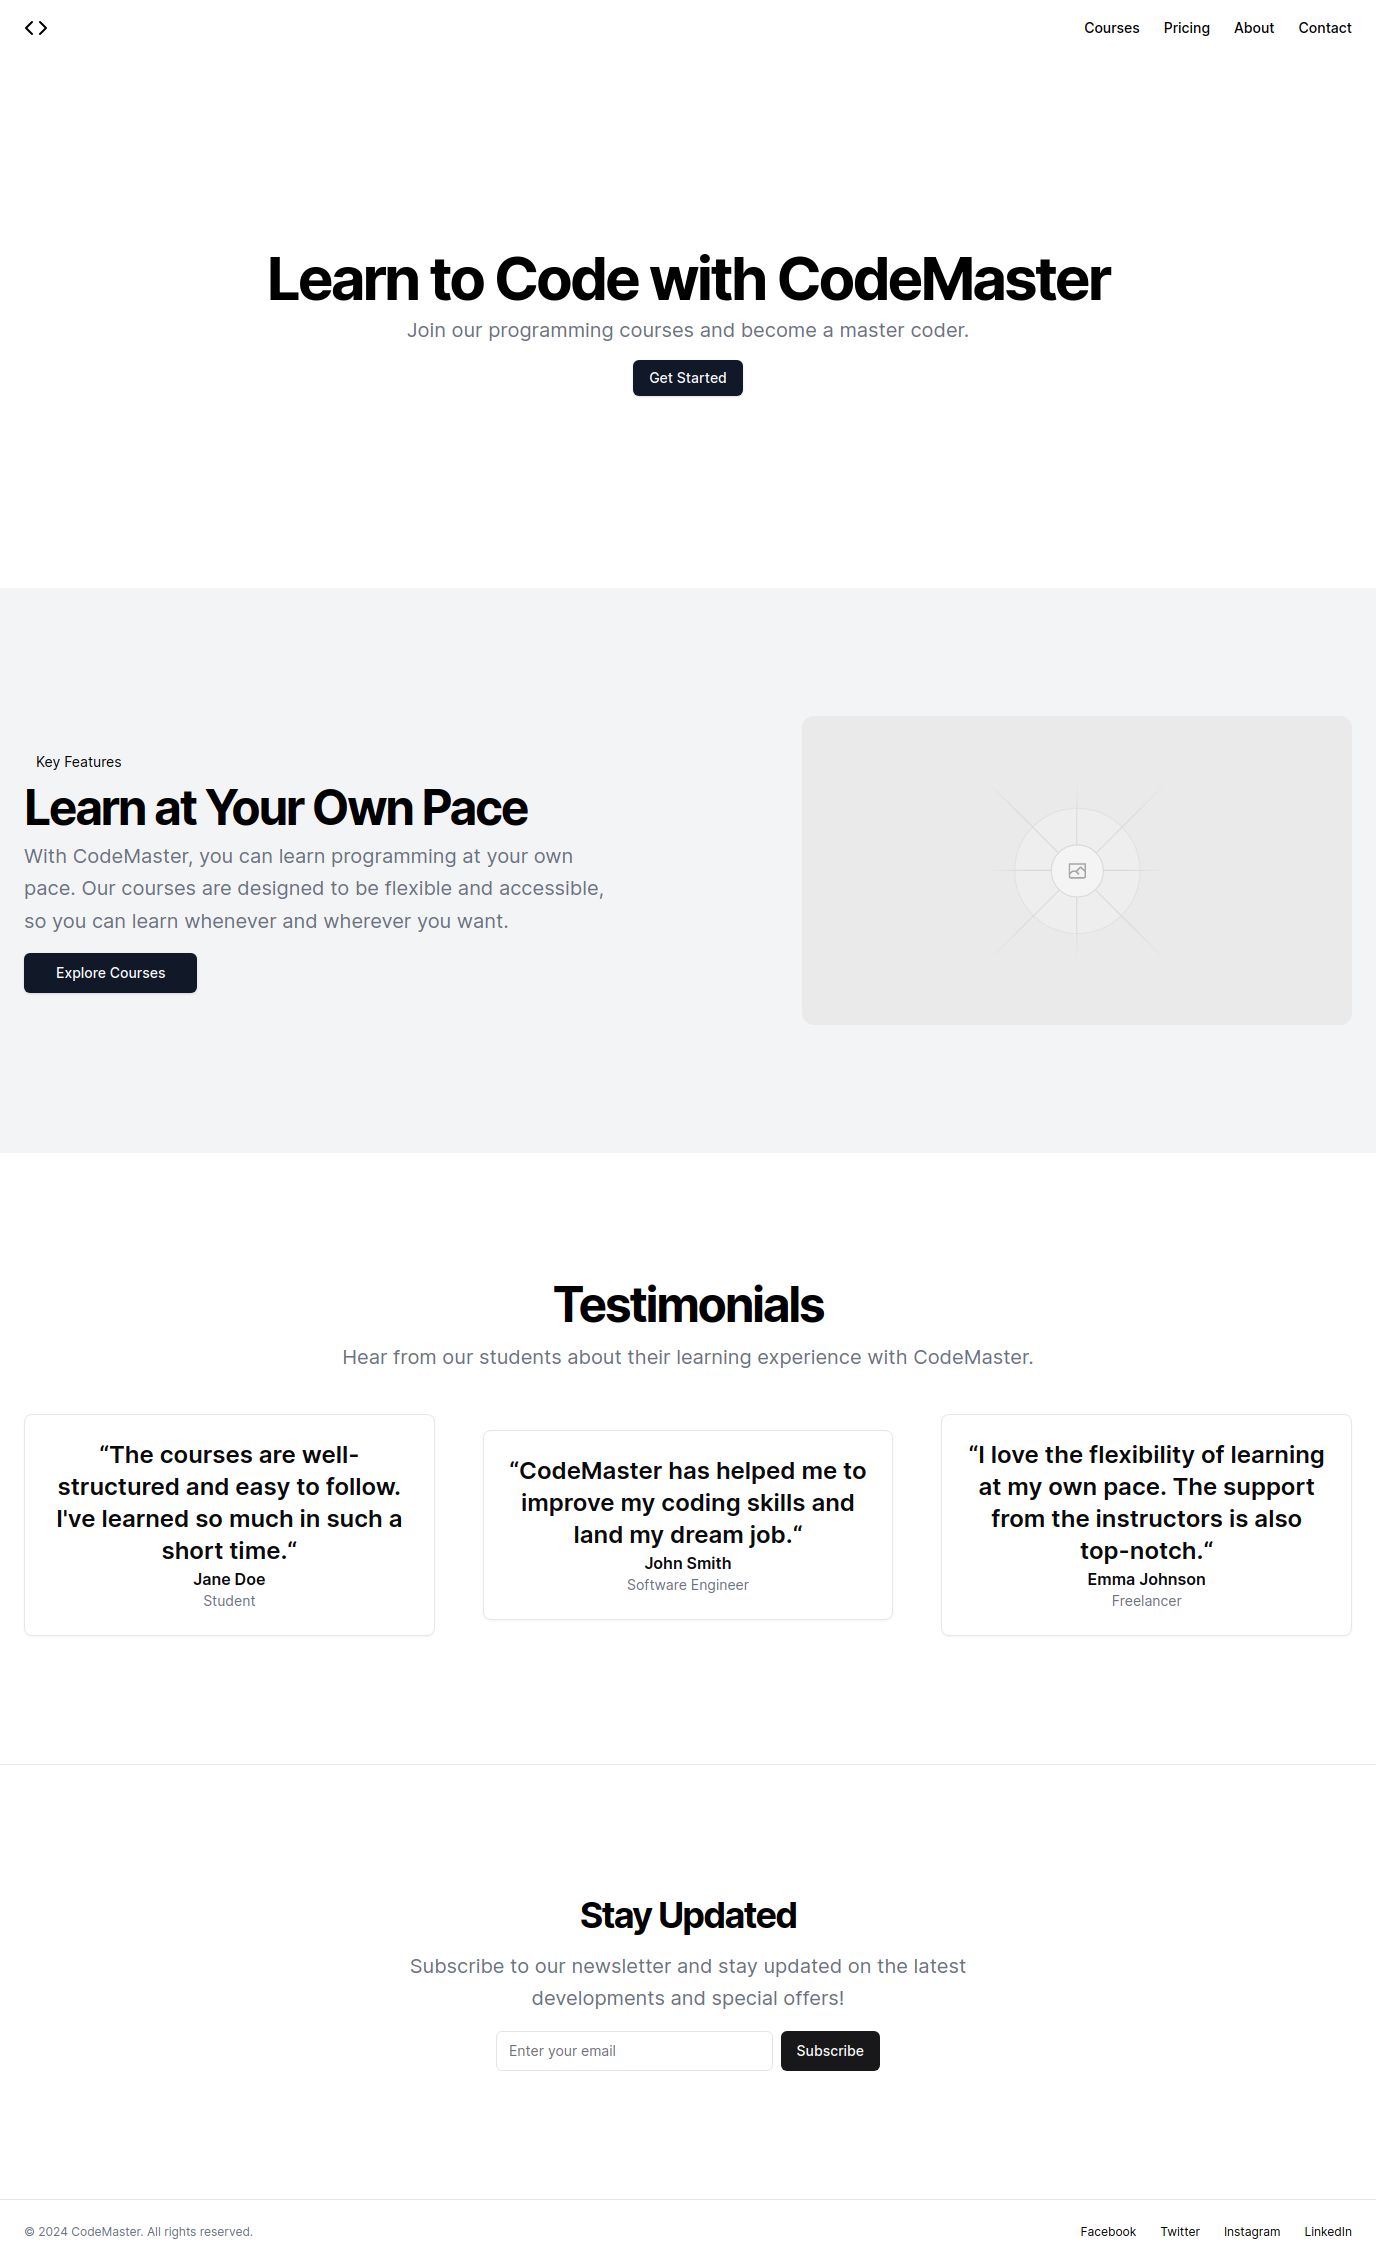 Courses Pricing About Contact
Learn to Code with CodeMaster
Join our programming courses and become a master coder.
Get Started
Key Features
Learn at Your Own Pace
With CodeMaster, you can learn programming at your own
pace. Our courses are designed to be flexible and accessible,
so you can learn whenever and wherever you want.
Explore Courses
Testimonials
Hear from our students about their learning experience with CodeMaster.
“The courses are well-
structured and easy to follow.
I've learned so much in such a
short time.“
Jane Doe
Student
“CodeMaster has helped me to
improve my coding skills and
land my dream job.“
John Smith
Software Engineer
“I love the flexibility of learning
at my own pace. The support
from the instructors is also
top-notch.“
Emma Johnson
Freelancer
Stay Updated
Subscribe to our newsletter and stay updated on the latest
developments and special offers!
Enter your email
Subscribe
© 2024 CodeMaster. All rights reserved.
Facebook Twitter Instagram LinkedIn